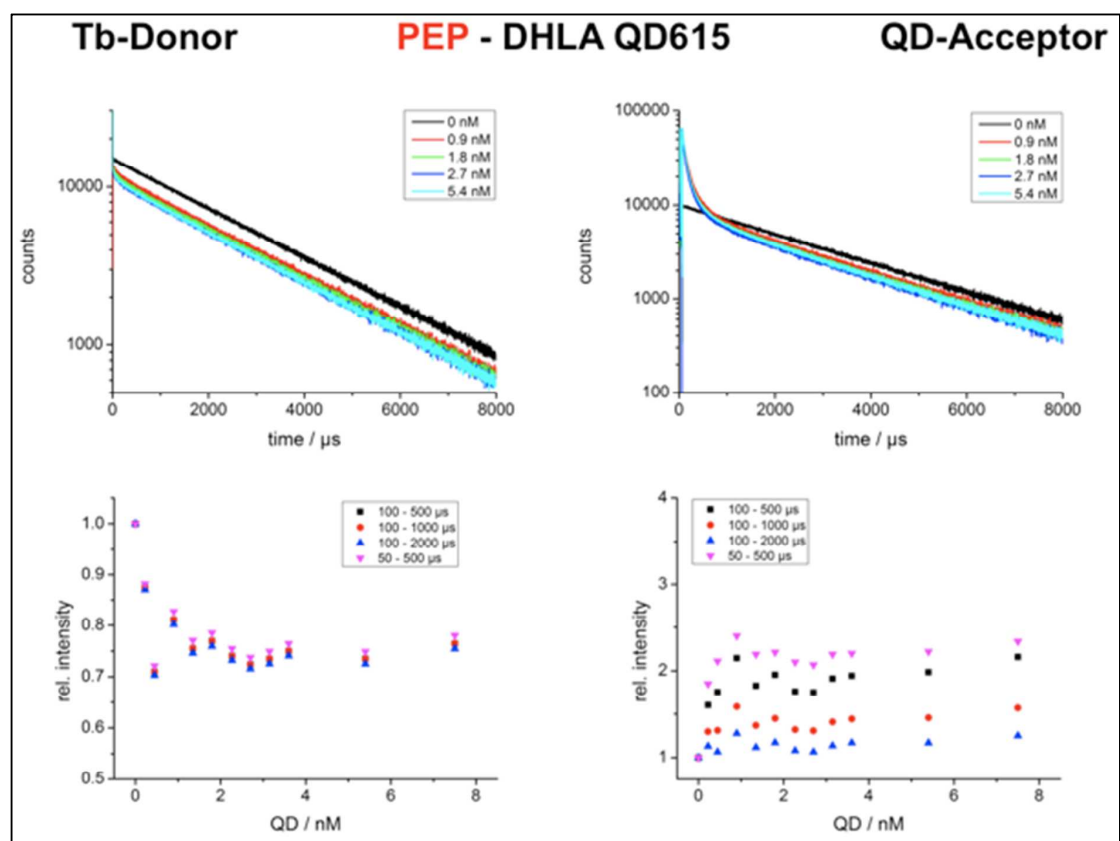 Tb-Donor PEP - DHLA QD615 QD-Acceptor
0 nM
0.9 nM
1.8 nM
2.7 nM
5.4 nM
10000
1000
counts
0 2000 4000 6000 8000
time / µs
0 nM
0.9 nM
1.8 nM
2.7 nM
5.4 nM
100000
10000
1000
100
counts
0 2000 4000 6000 8000
time / µs
100 - 500 µs
100 - 1000 µs
100 - 2000 µs
50 - 500 µs
1.0
0.9
0.8
0.7
0.6
0.5
rel. intensity
0 2 4 6 8
QD / nM
100 - 500 µs
100 - 1000 µs
100 - 2000 µs
50 - 500 µs
4
3
2
1
rel. intensity
0 2 4 6 8
QD / nM